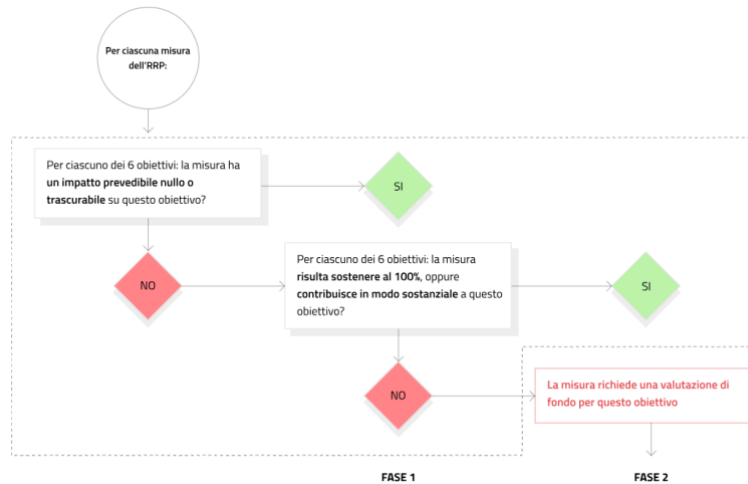 Per ciascuna misura
dell'RRP:
Per ciascuno dei 6 obiettivi: la misura ha
un impatto prevedibile nullo o
trascurabile su questo obiettivo?
SI
NO
Per ciascuno dei 6 obiettivi: la misura
risulta sostenere al 100%, oppure
contribuisce in modo sostanziale a questo
obiettivo?
SI
NO
La misura richiede una valutazione di
fondo per questo obiettivo
FASE 1
FASE 2